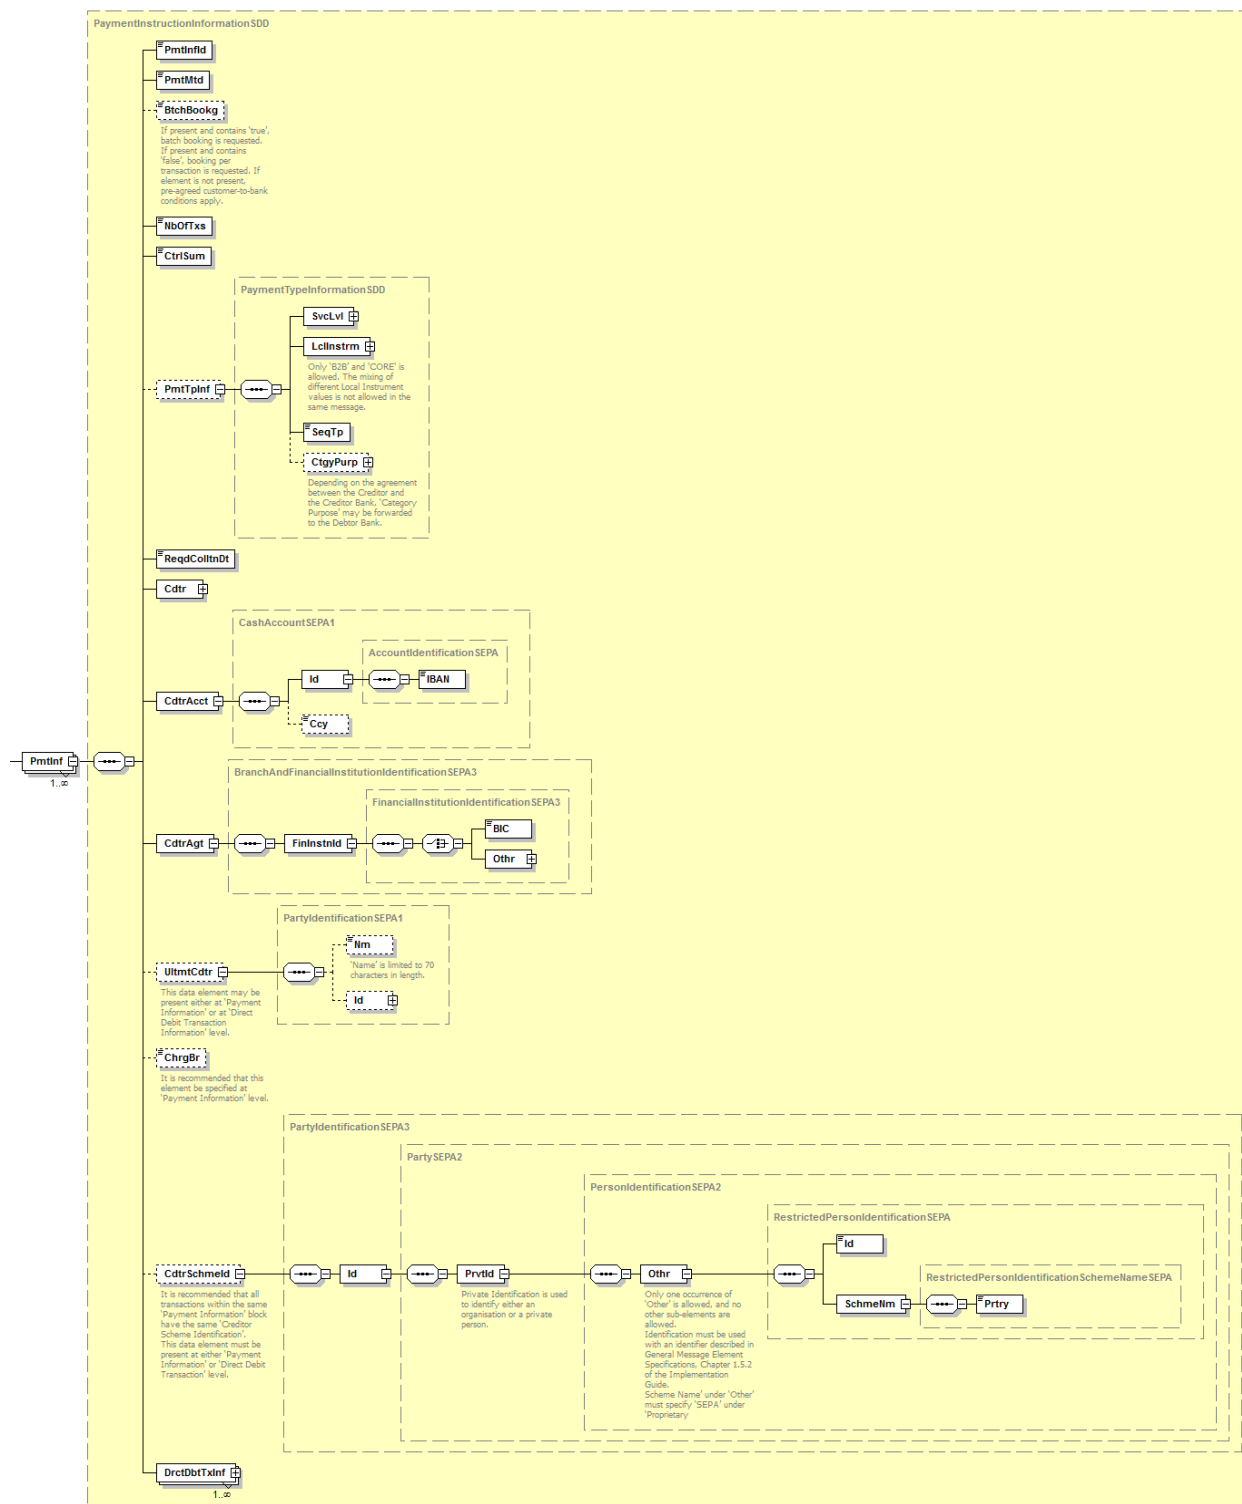 PaymentInstructionInformationSDD
PmtInfId
PmtMtd
BtchBookg
If present and contains 'true',
batch booking is requested.
If present and contains
'false', booking per
transaction is requested. If
element is not present,
pre-agreed customer-to-bank
conditions apply.
NbOfTxs
CtrlSum
PaymentTypeInformationSDD
SvcLvl
LclInstrm
Only 'B2B' and 'CORE' is
allowed. The mixing of
different Local Instrument
values is not allowed in the
same message.
PmtTpInf
SeqTp
CtgyPurp
Depending on the agreement
between the Creditor and
the Creditor Bank, 'Category
Purpose' may be forwarded
to the Debtor Bank.
ReqdColltnDt
Cdtr
CashAccountSEPA1
AccountIdentificationSEPA
Id
IBAN
CdtrAcct
Ccy
PmtInf
1..∞
BranchAndFinancialInstitutionIdentificationSEPA3
FinancialInstitutionIdentificationSEPA3
BIC
CdtrAgt
FinInstnId
Othr
PartyIdentificationSEPA1
Nm
'Name' is limited to 70
characters in length.
UltmtCdtr
This data element may be
present either at 'Payment
Information' or at 'Direct
Debit Transaction
Information' level.
Id
ChrgBr
It is recommended that this
element be specified at
'Payment Information' level.
PartyIdentificationSEPA3
PartySEPA2
PersonIdentificationSEPA2
RestrictedPersonIdentificationSEPA
Id
CdtrSchmeId
It is recommended that all
transactions within the same
'Payment Information' block
have the same 'Creditor
Scheme Identification'.
This data element must be
present at either 'Payment
Information' or 'Direct Debit
Transaction' level.
Id
PrvtId
Private Identification is used
to identify either an
organisation or a private
person.
Othr
Only one occurrence of
'Other' is allowed, and no
other sub-elements are
allowed.
Identification must be used
with an identifier described in
General Message Element
Specifications, Chapter 1.5.2
of the Implementation
Guide.
Scheme Name' under 'Other'
must specify 'SEPA' under
'Proprietary
RestrictedPersonIdentificationSchemeNameSEPA
SchmeNm
Prtry
DrctDbtTxInf
1..∞